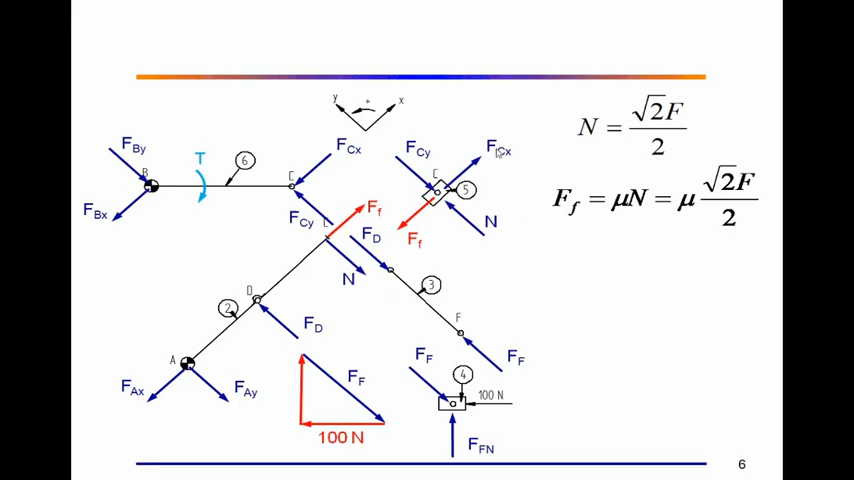 y + x
N = √2F / 2
F_By
T
6
F_Cx
F_Cy
F_Cx
B
C
C
5
F_f = μN = μ √2F / 2
F_Bx
F_Cy
F_f
N
F_f
F_D
N
D
3
2
F_D
F
A
F_F
F_F
F_Ax
F_Ay
F_F
4
100 N
100 N
F_FN
6